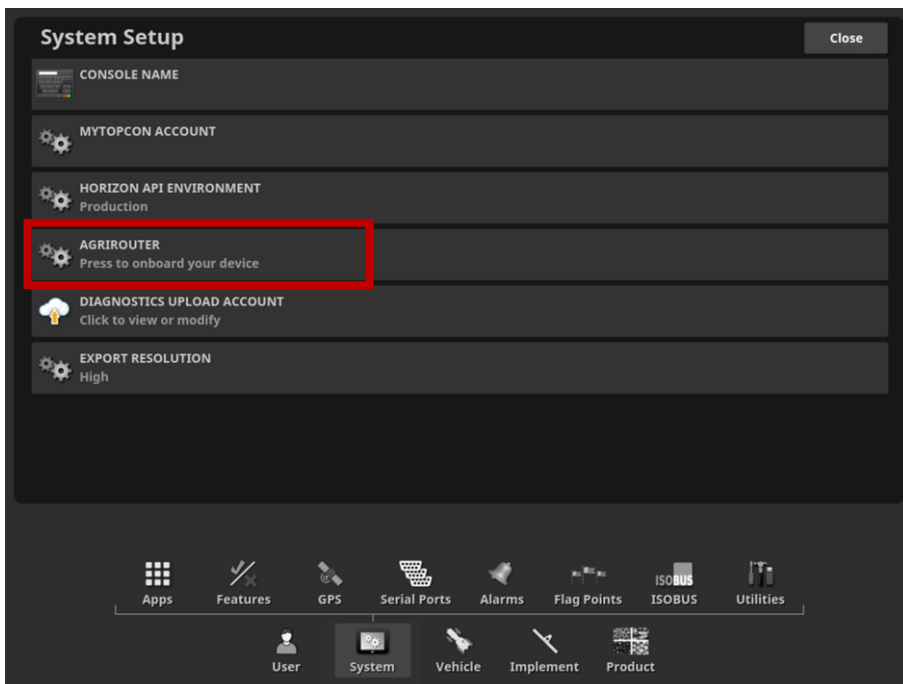 System Setup
Close
CONSOLE NAME
MYTOPCON ACCOUNT
HORIZON API ENVIRONMENT
Production
AGRIROUTER
Press to onboard your device
DIAGNOSTICS UPLOAD ACCOUNT
Click to view or modify
EXPORT RESOLUTION
High
ISOBUS
Apps Features GPS Serial Ports Alarms Flag Points ISOBUS Utilities
User System Vehicle Implement Product